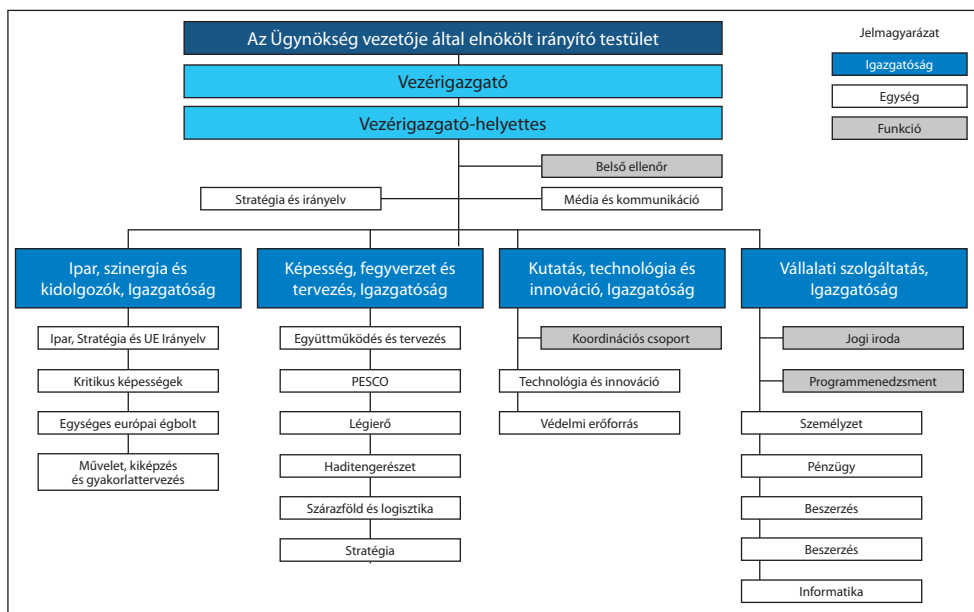 Az Ügynökség vezetője által elnökölt irányító testület
Vezérigazgató
Vezérigazgató-helyettes
Jelmagyarázat
Igazgatóság
Egység
Funkció
Belső ellenőr
Stratégia és irányelv
Média és kommunikáció
Ipar, szinergia és
kidolgozók, Igazgatóság
Ipar, Stratégia és UE Irányelv
Kritikus képességek
Egységes európai égbolt
Művelet, kiképzés
és gyakorlattervezés
Képesség, fegyverzet és
tervezés, Igazgatóság
Együttműködés és tervezés
PESCO
Légierő
Haditengerészet
Szárazföld és logisztika
Stratégia
Kutatás, technológia és
innováció, Igazgatóság
Koordinációs csoport
Technológia és innováció
Védelmi erőforrás
Vállalati szolgáltatás,
Igazgatóság
Jogi iroda
Programmenedzsment
Személyzet
Pénzügy
Beszerzés
Beszerzés
Informatika